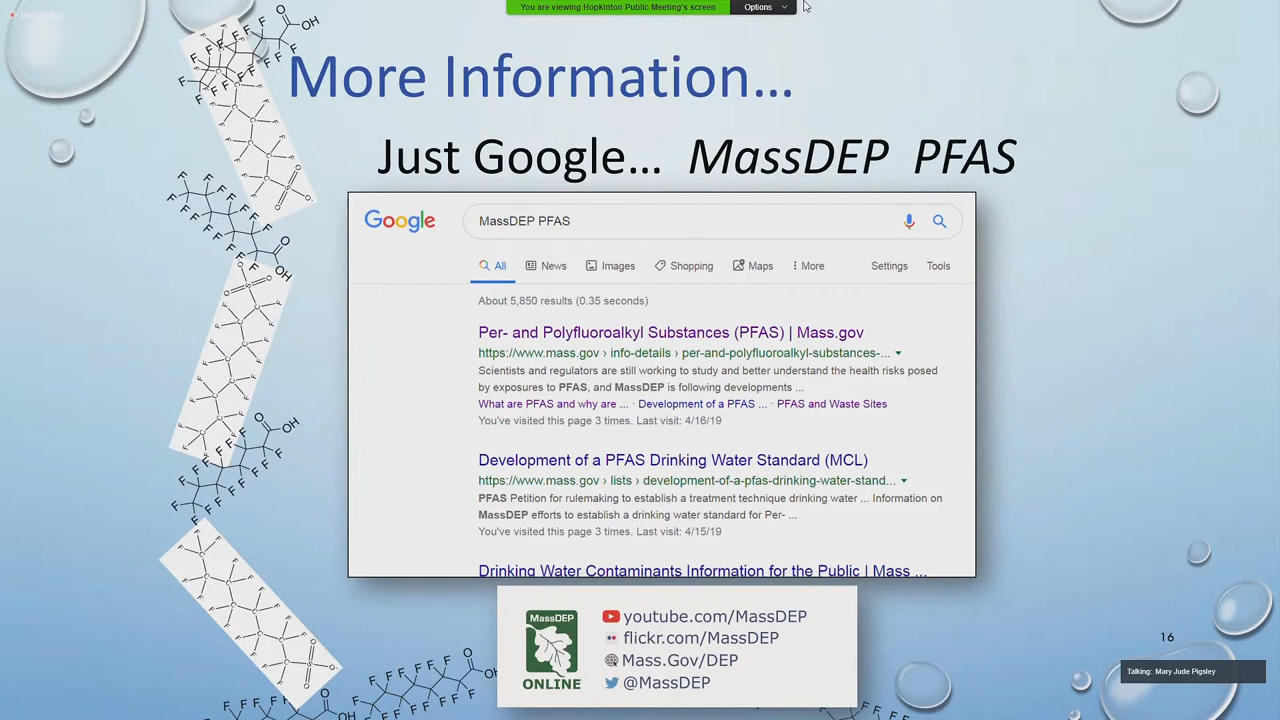 Recording
You are viewing Hopkinton Public Meeting's screen
Options
More Information…
Just Google… MassDEP PFAS
Google
MassDEP PFAS
All News Images Shopping Maps More Settings Tools
About 5,850 results (0.35 seconds)
Per- and Polyfluoroalkyl Substances (PFAS) | Mass.gov
https://www.mass.gov › info-details › per-and-polyfluoroalkyl-substances-...
Scientists and regulators are still working to study and better understand the health risks posed
by exposures to PFAS, and MassDEP is following developments ...
What are PFAS and why are ... · Development of a PFAS ... · PFAS and Waste Sites
You've visited this page 3 times. Last visit: 4/16/19
Development of a PFAS Drinking Water Standard (MCL)
https://www.mass.gov › lists › development-of-a-pfas-drinking-water-stand...
PFAS Petition for rulemaking to establish a treatment technique drinking water ... Information on
MassDEP efforts to establish a drinking water standard for Per- ...
You've visited this page 3 times. Last visit: 4/15/19
Drinking Water Contaminants Information for the Public | Mass ...
MassDEP
ONLINE
youtube.com/MassDEP
flickr.com/MassDEP
Mass.Gov/DEP
@MassDEP
16
Talking: Mary Jude Pigsley